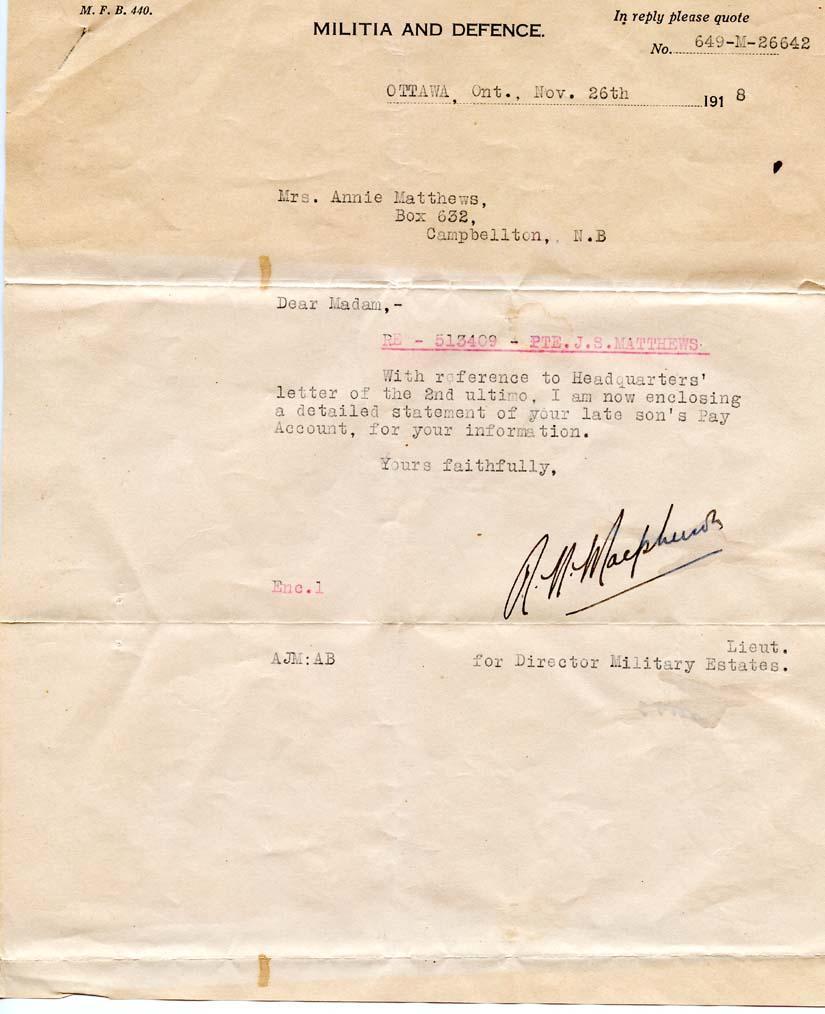 M. F. B. 440.
MILITIA AND DEFENCE.
In reply please quote
No. 649-M-26642
OTTAWA, Ont., Nov. 26th 1918
Mrs. Annie Matthews,
Box 632,
Campbellton, N.B
Dear Madam,-
RE - 513409 - PTE.J.S.MATTHEWS.
With reference to Headquarters'
letter of the 2nd ultimo, I am now enclosing
a detailed statement of your late son's Pay
Account, for your information.
Yours faithfully,
Enc.1
Lieut.
AJM:AB for Director Military Estates.